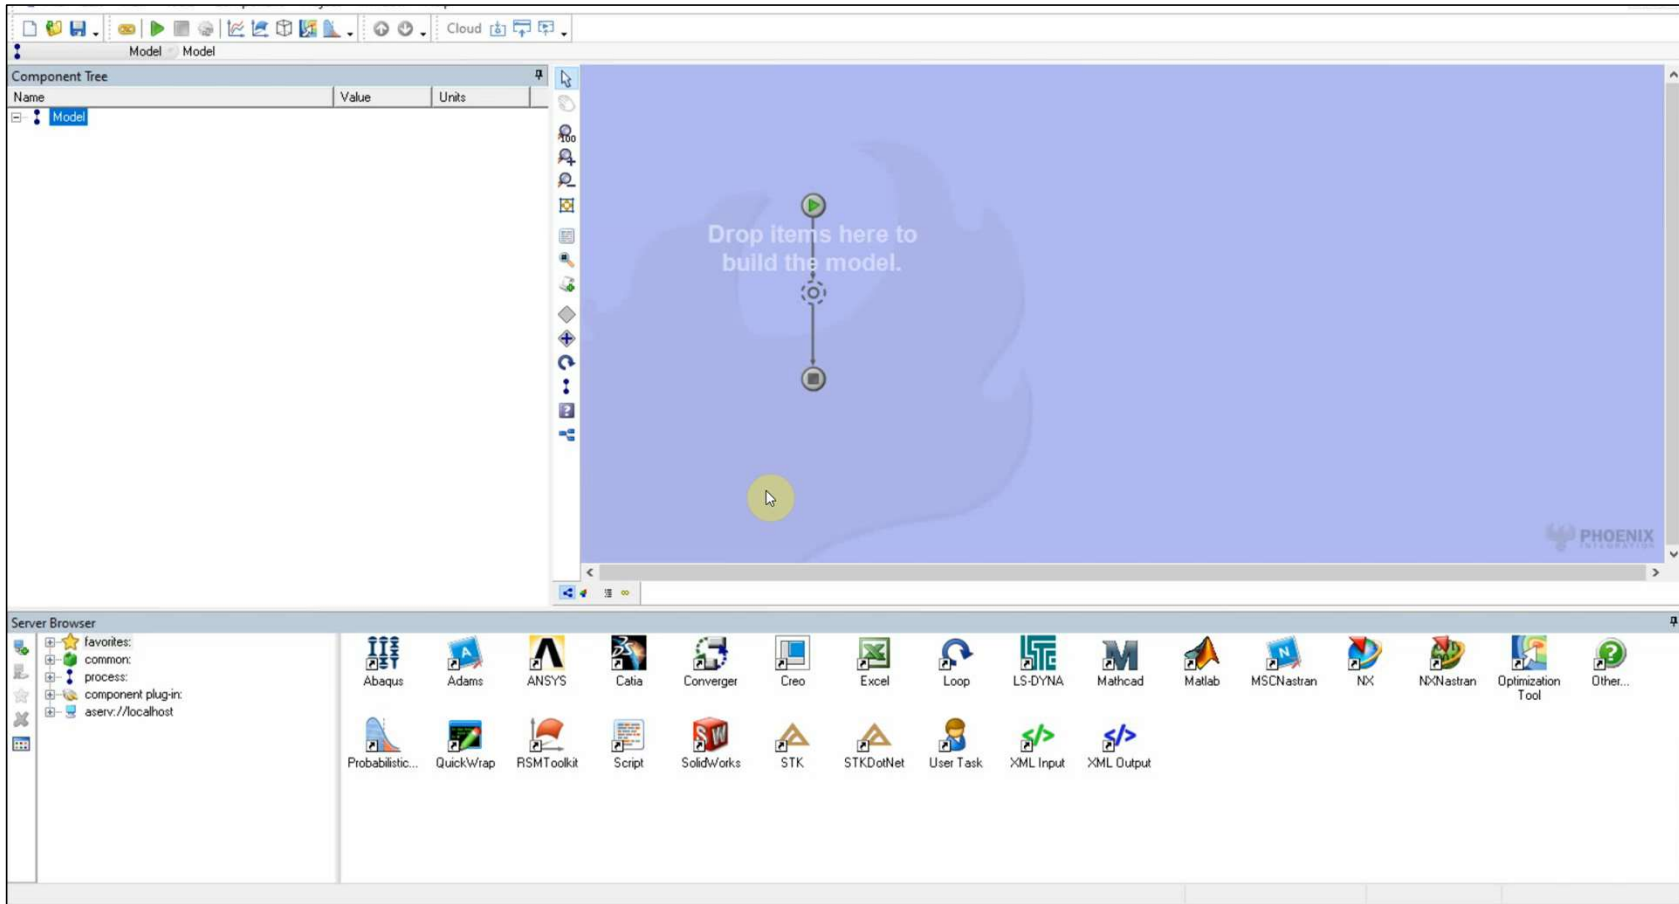 Cloud
Model Model
Component Tree
Name Value Units
Model
100
Drop items here to
build the model.
PHOENIX
INTEGRATION
Server Browser
favorites:
common:
process:
component plug-in:
aserv://localhost
Abaqus Adams ANSYS Catia Converger Creo Excel Loop LS-DYNA Mathcad Matlab MSCNastran NX NXNastran Optimization Tool Other...
Probabilistic... QuickWrap RSMToolkit Script SolidWorks STK STKDotNet User Task XML Input XML Output